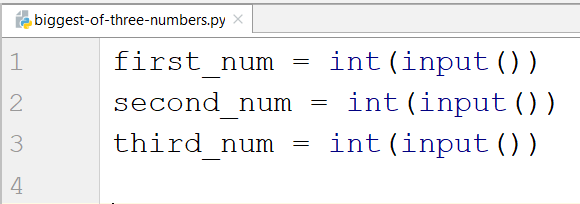 biggest-of-three-numbers.py ×
1 first_num = int(input())
2 second_num = int(input())
3 third_num = int(input())
4